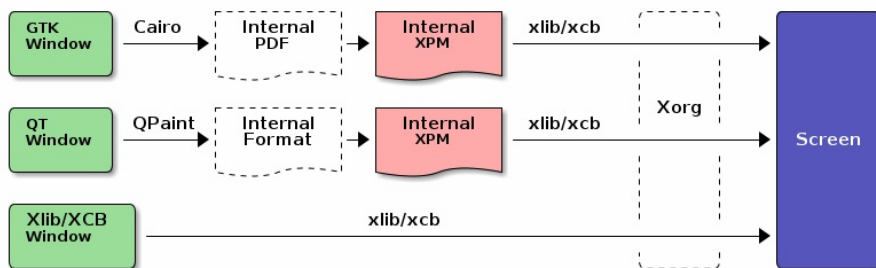 GTK
Window
Cairo
Internal
PDF
Internal
XPM
xlib/xcb
QT
Window
QPaint
Internal
Format
Internal
XPM
xlib/xcb
Xorg
Screen
Xlib/XCB
Window
xlib/xcb